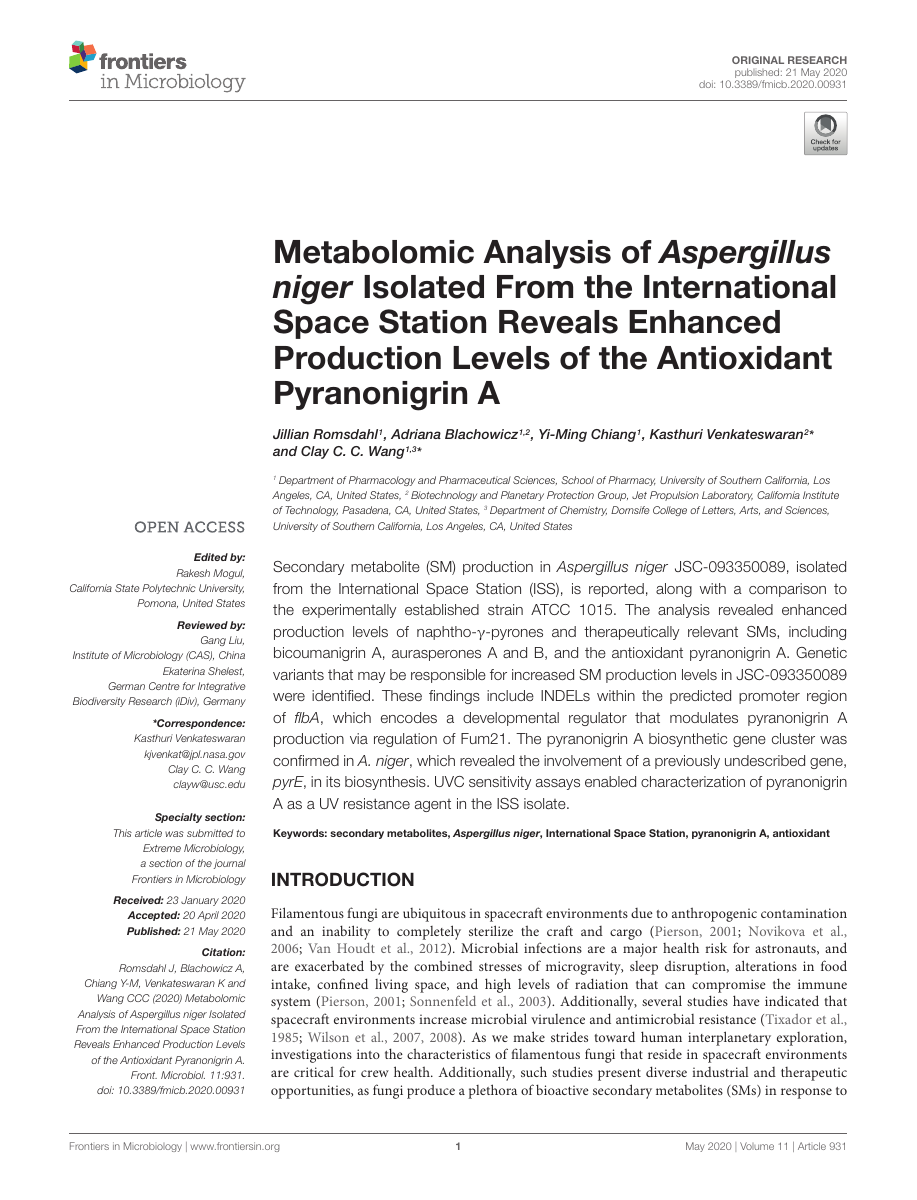 frontiers
in Microbiology
ORIGINAL RESEARCH
published: 21 May 2020
doi: 10.3389/fmicb.2020.00931
Check for
updates
Metabolomic Analysis of Aspergillus
niger Isolated From the International
Space Station Reveals Enhanced
Production Levels of the Antioxidant
Pyranonigrin A
Jillian Romsdahl¹, Adriana Blachowicz¹,², Yi-Ming Chiang¹, Kasthuri Venkateswaran²*
and Clay C. C. Wang¹,³*
¹ Department of Pharmacology and Pharmaceutical Sciences, School of Pharmacy, University of Southern California, Los
Angeles, CA, United States, ² Biotechnology and Planetary Protection Group, Jet Propulsion Laboratory, California Institute
of Technology, Pasadena, CA, United States, ³ Department of Chemistry, Dornsife College of Letters, Arts, and Sciences,
University of Southern California, Los Angeles, CA, United States
OPEN ACCESS
Edited by:
Rakesh Mogul,
California State Polytechnic University,
Pomona, United States
Reviewed by:
Gang Liu,
Institute of Microbiology (CAS), China
Ekaterina Shelest,
German Centre for Integrative
Biodiversity Research (iDiv), Germany
*Correspondence:
Kasthuri Venkateswaran
kjvenkat@jpl.nasa.gov
Clay C. C. Wang
clayw@usc.edu
Specialty section:
This article was submitted to
Extreme Microbiology,
a section of the journal
Frontiers in Microbiology
Received: 23 January 2020
Accepted: 20 April 2020
Published: 21 May 2020
Citation:
Romsdahl J, Blachowicz A,
Chiang Y-M, Venkateswaran K and
Wang CCC (2020) Metabolomic
Analysis of Aspergillus niger Isolated
From the International Space Station
Reveals Enhanced Production Levels
of the Antioxidant Pyranonigrin A.
Front. Microbiol. 11:931.
doi: 10.3389/fmicb.2020.00931
Secondary metabolite (SM) production in Aspergillus niger JSC-093350089, isolated
from the International Space Station (ISS), is reported, along with a comparison to
the experimentally established strain ATCC 1015. The analysis revealed enhanced
production levels of naphtho-γ-pyrones and therapeutically relevant SMs, including
bicoumanigrin A, aurasperones A and B, and the antioxidant pyranonigrin A. Genetic
variants that may be responsible for increased SM production levels in JSC-093350089
were identified. These findings include INDELs within the predicted promoter region
of flbA, which encodes a developmental regulator that modulates pyranonigrin A
production via regulation of Fum21. The pyranonigrin A biosynthetic gene cluster was
confirmed in A. niger, which revealed the involvement of a previously undescribed gene,
pyrE, in its biosynthesis. UVC sensitivity assays enabled characterization of pyranonigrin
A as a UV resistance agent in the ISS isolate.
Keywords: secondary metabolites, Aspergillus niger, International Space Station, pyranonigrin A, antioxidant
INTRODUCTION
Filamentous fungi are ubiquitous in spacecraft environments due to anthropogenic contamination
and an inability to completely sterilize the craft and cargo (Pierson, 2001; Novikova et al.,
2006; Van Houdt et al., 2012). Microbial infections are a major health risk for astronauts, and
are exacerbated by the combined stresses of microgravity, sleep disruption, alterations in food
intake, confined living space, and high levels of radiation that can compromise the immune
system (Pierson, 2001; Sonnenfeld et al., 2003). Additionally, several studies have indicated that
spacecraft environments increase microbial virulence and antimicrobial resistance (Tixador et al.,
1985; Wilson et al., 2007, 2008). As we make strides toward human interplanetary exploration,
investigations into the characteristics of filamentous fungi that reside in spacecraft environments
are critical for crew health. Additionally, such studies present diverse industrial and therapeutic
opportunities, as fungi produce a plethora of bioactive secondary metabolites (SMs) in response to
Frontiers in Microbiology | www.frontiersin.org
1
May 2020 | Volume 11 | Article 931